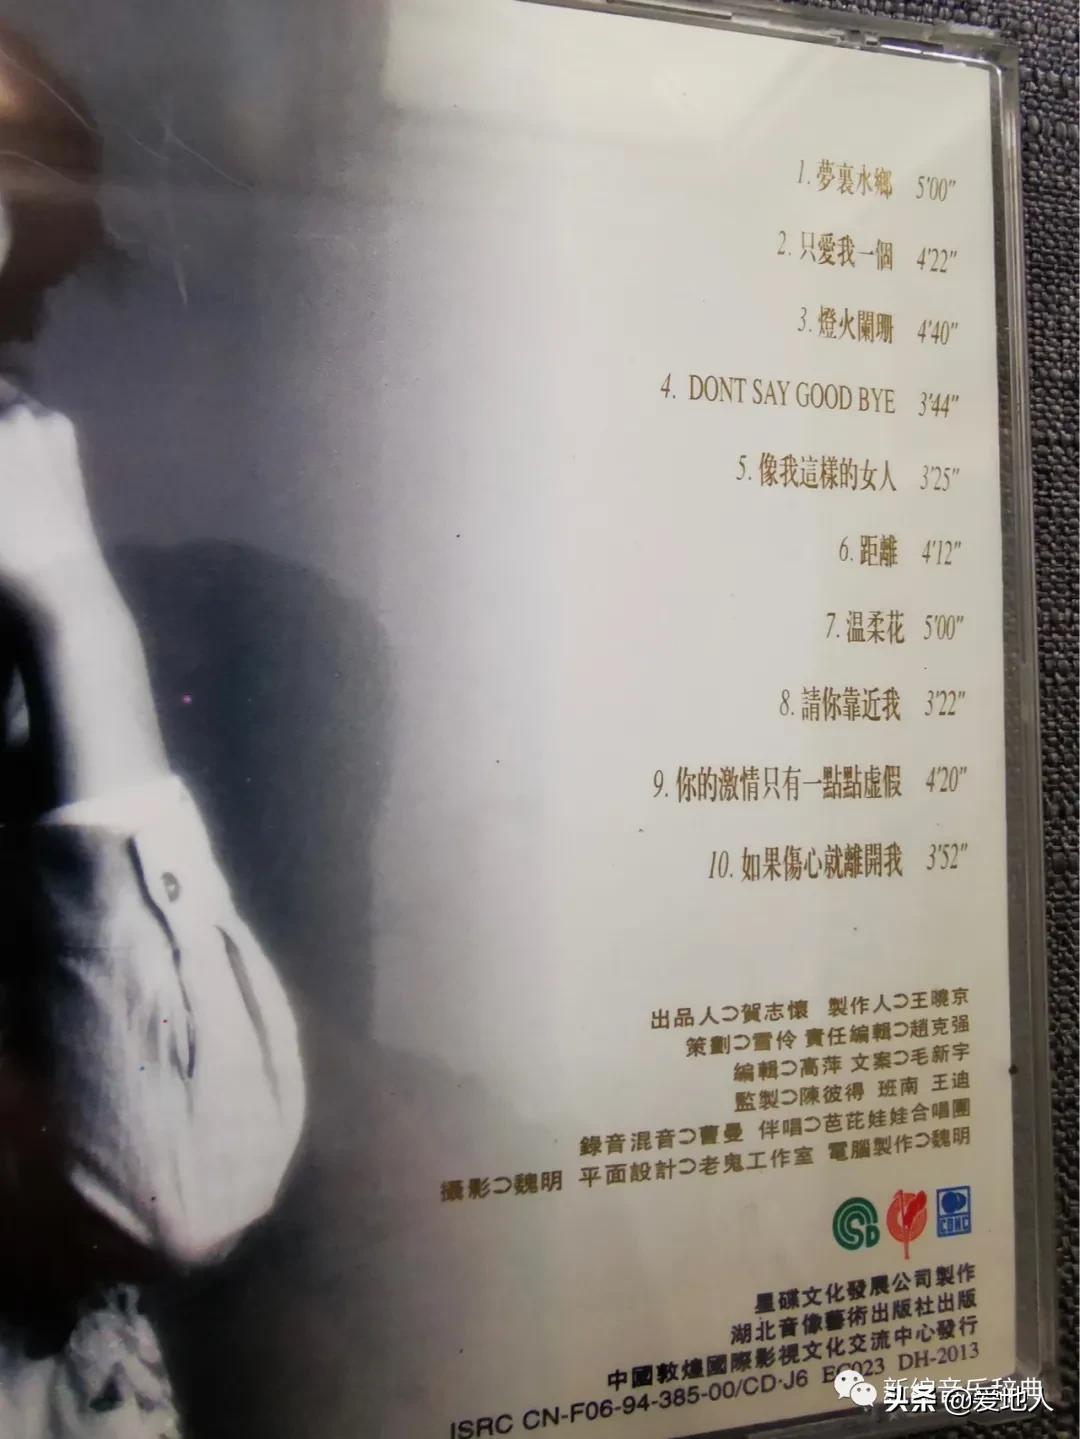 1. 夢裏水鄉 5'00"
2. 只愛我一個 4'22"
3. 燈火闌珊 4'40"
4. DONT SAY GOOD BYE 3'44"
5. 像我這樣的女人 3'25"
6. 距離 4'12"
7. 温柔花 5'00"
8. 請你靠近我 3'22"
9. 你的激情只有一點點虛假 4'20"
10. 如果傷心就離開我 3'52"
出品人⊃賀志懷 製作人⊃王曉京
策劃⊃雪伶 責任編輯⊃趙克强
編輯⊃高萍 文案⊃毛新宇
監製⊃陳彼得 班南 王迪
錄音混音⊃曹曼 伴唱⊃芭芘娃娃合唱團
攝影⊃魏明 平面設計⊃老鬼工作室 電腦製作⊃魏明
CDMC
星碟文化發展公司製作
湖北音像藝術出版社出版
中國敦煌國際影視文化交流中心發行
ISRC CN-F06-94-385-00/CD·J6 EC023 DH-2013
新编音乐辞典
头条 @爱地人